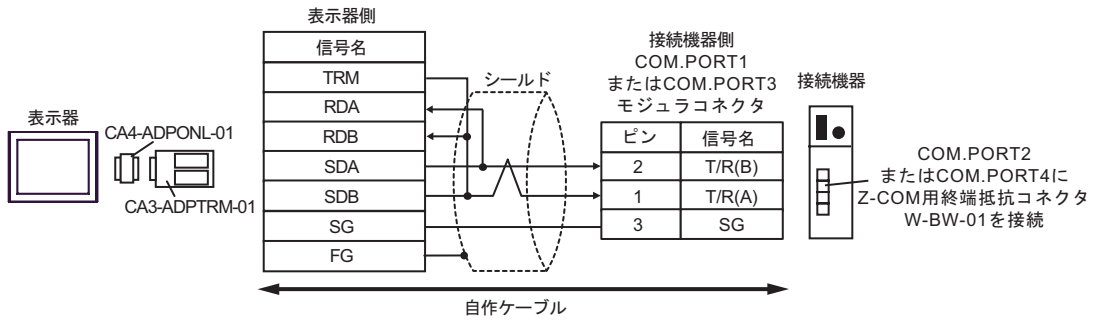 表示器
CA4-ADPONL-01
CA3-ADPTRM-01
表示器側
信号名
TRM
RDA
RDB
SDA
SDB
SG
FG
シールド
接続機器側
COM.PORT1
またはCOM.PORT3
モジュラコネクタ
ピン 信号名
2 T/R(B)
1 T/R(A)
3 SG
接続機器
COM.PORT2
またはCOM.PORT4に
Z-COM用終端抵抗コネクタ
W-BW-01を接続
自作ケーブル